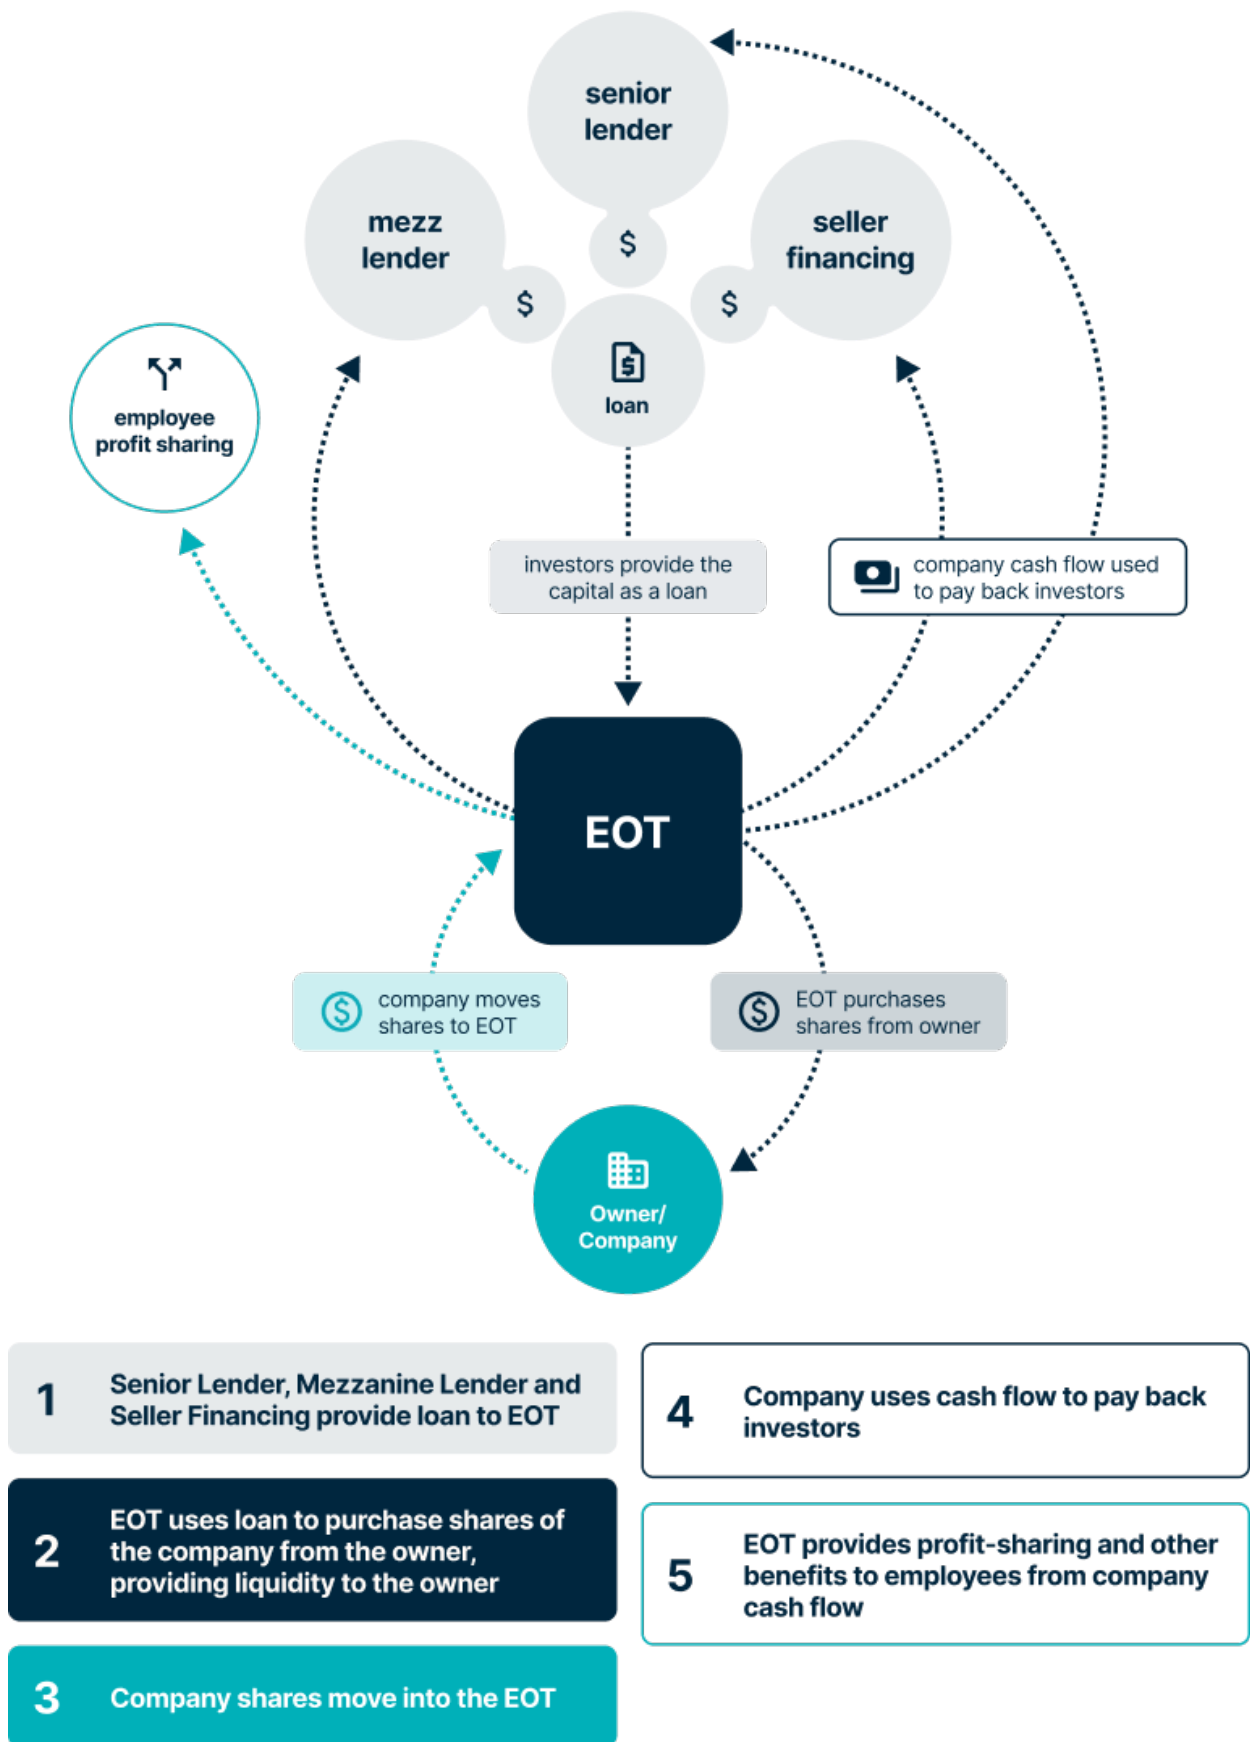 senior
lender
mezz
lender
seller
financing
$
$
$
$
loan
employee
profit sharing
investors provide the
capital as a loan
company cash flow used
to pay back investors
EOT
$ company moves
shares to EOT
$ EOT purchases
shares from owner
Owner/
Company
1 Senior Lender, Mezzanine Lender and
Seller Financing provide loan to EOT
2 EOT uses loan to purchase shares of
the company from the owner,
providing liquidity to the owner
3 Company shares move into the EOT
4 Company uses cash flow to pay back
investors
5 EOT provides profit-sharing and other
benefits to employees from company
cash flow